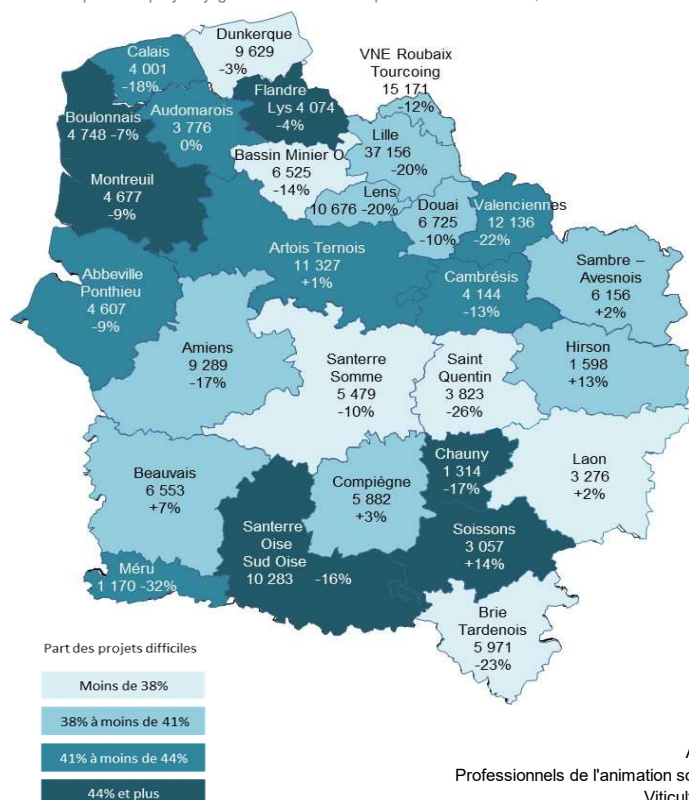 Dunkerque
9 629
-3%
Calais
4 001
-18%
VNE Roubaix
Tourcoing
15 171
-12%
Flandre
Lys 4 074
-4%
Boulonnais
4 748 -7%
Audomarois
3 776
0%
Lille
37 156
-20%
Bassin Minier O.
6 525
-14%
Montreuil
4 677
-9%
Lens
10 676 -20%
Douai
6 725
-10%
Valenciennes
12 136
-22%
Artois Ternois
11 327
+1%
Abbeville
Ponthieu
4 607
-9%
Cambrésis
4 144
-13%
Sambre –
Avesnois
6 156
+2%
Amiens
9 289
-17%
Santerre
Somme
5 479
-10%
Saint
Quentin
3 823
-26%
Hirson
1 598
+13%
Beauvais
6 553
+7%
Compiègne
5 882
+3%
Chauny
1 314
-17%
Laon
3 276
+2%
Santerre
Oise
Sud Oise
10 283 -16%
Soissons
3 057
+14%
Méru
1 170 -32%
Brie
Tardenois
5 971
-23%
Part des projets difficiles
Moins de 38%
38% à moins de 41%
41% à moins de 44%
44% et plus
Professionnels de l'animation so
Viticult